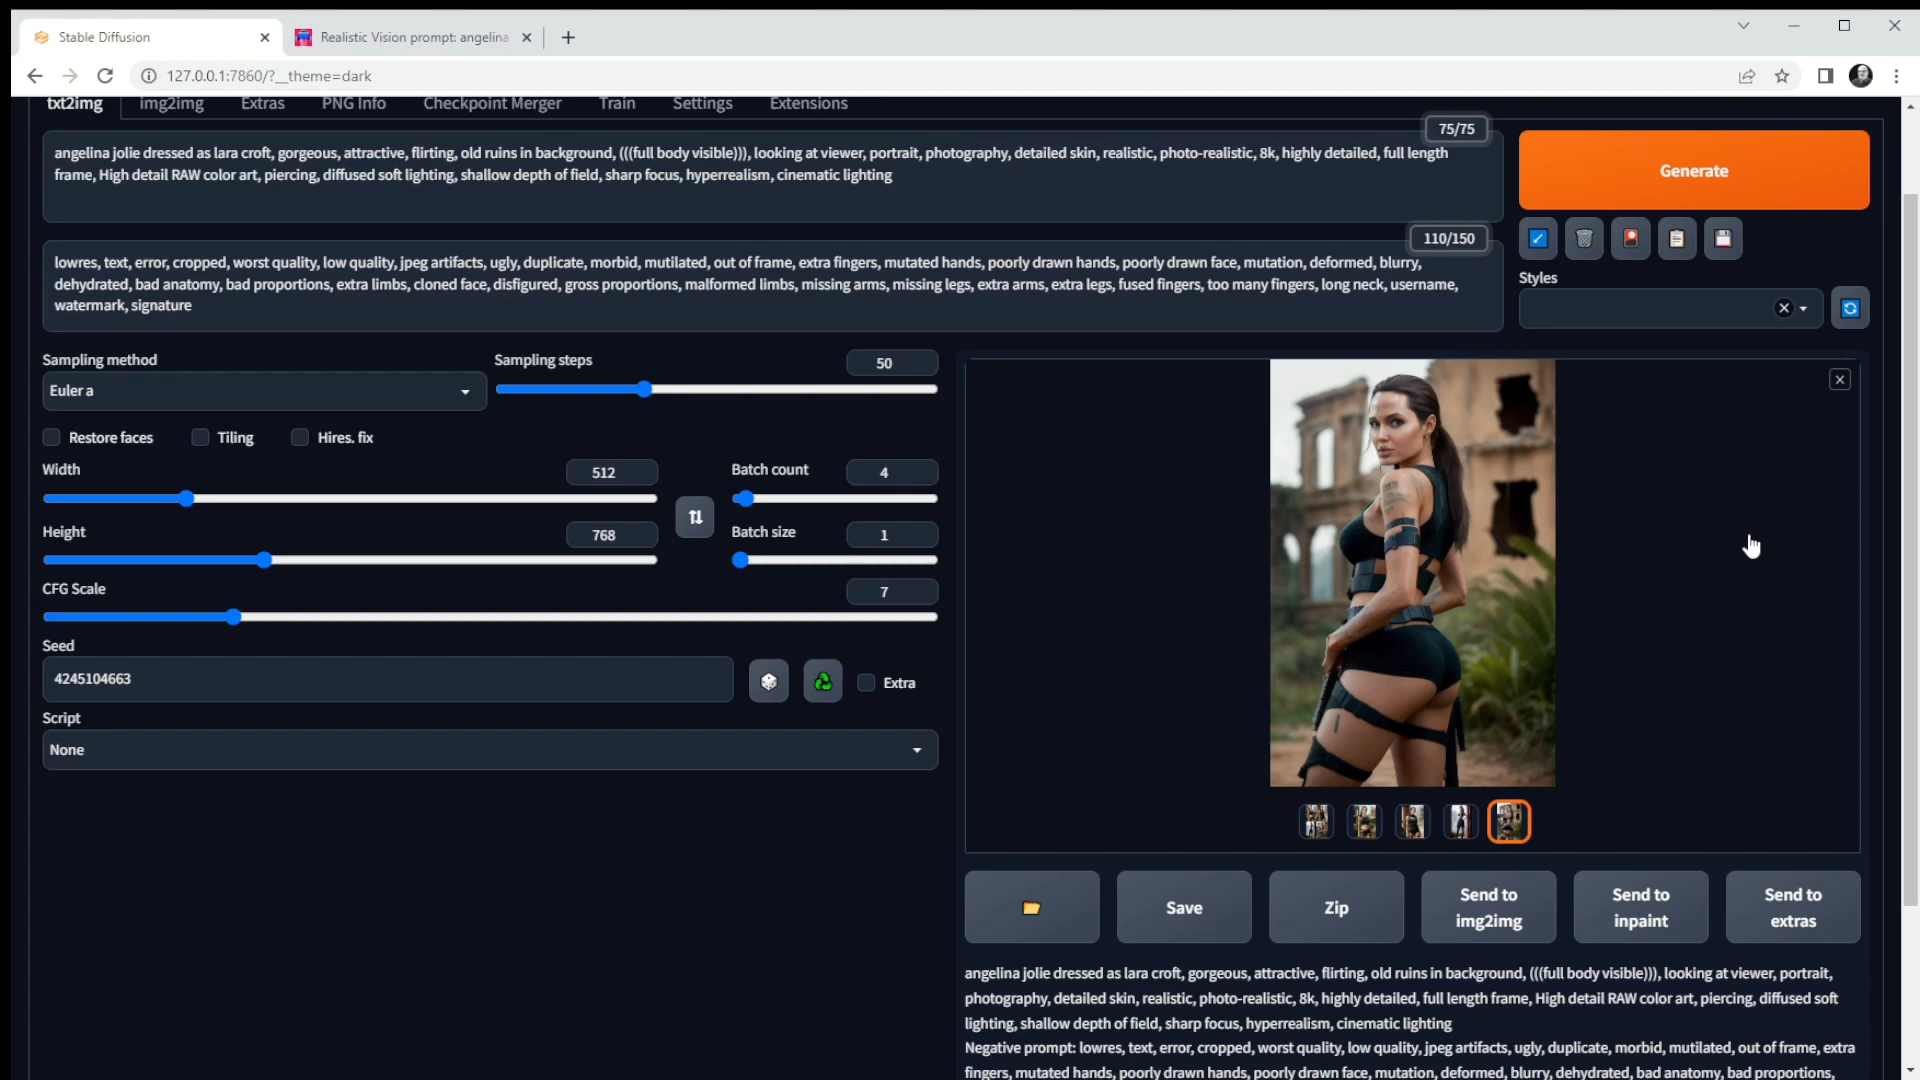 Stable Diffusion
Realistic Vision prompt: angelina
127.0.0.1:7860/?__theme=dark
txt2img img2img Extras PNG Info Checkpoint Merger Train Settings Extensions
75/75
angelina jolie dressed as lara croft, gorgeous, attractive, flirting, old ruins in background, (((full body visible))), looking at viewer, portrait, photography, detailed skin, realistic, photo-realistic, 8k, highly detailed, full length
frame, High detail RAW color art, piercing, diffused soft lighting, shallow depth of field, sharp focus, hyperrealism, cinematic lighting
Generate
110/150
lowres, text, error, cropped, worst quality, low quality, jpeg artifacts, ugly, duplicate, morbid, mutilated, out of frame, extra fingers, mutated hands, poorly drawn hands, poorly drawn face, mutation, deformed, blurry,
dehydrated, bad anatomy, bad proportions, extra limbs, cloned face, disfigured, gross proportions, malformed limbs, missing arms, missing legs, extra arms, extra legs, fused fingers, too many fingers, long neck, username,
watermark, signature
Styles
Sampling method
Euler a
Sampling steps
50
Restore faces Tiling Hires. fix
Width
512
Batch count
4
Height
768
Batch size
1
CFG Scale
7
Seed
4245104663
Extra
Script
None
Save
Zip
Send to
img2img
Send to
inpaint
Send to
extras
angelina jolie dressed as lara croft, gorgeous, attractive, flirting, old ruins in background, (((full body visible))), looking at viewer, portrait,
photography, detailed skin, realistic, photo-realistic, 8k, highly detailed, full length frame, High detail RAW color art, piercing, diffused soft
lighting, shallow depth of field, sharp focus, hyperrealism, cinematic lighting
Negative prompt: lowres, text, error, cropped, worst quality, low quality, jpeg artifacts, ugly, duplicate, morbid, mutilated, out of frame, extra
fingers, mutated hands, poorly drawn hands, poorly drawn face, mutation, deformed, blurry, dehydrated, bad anatomy, bad proportions,